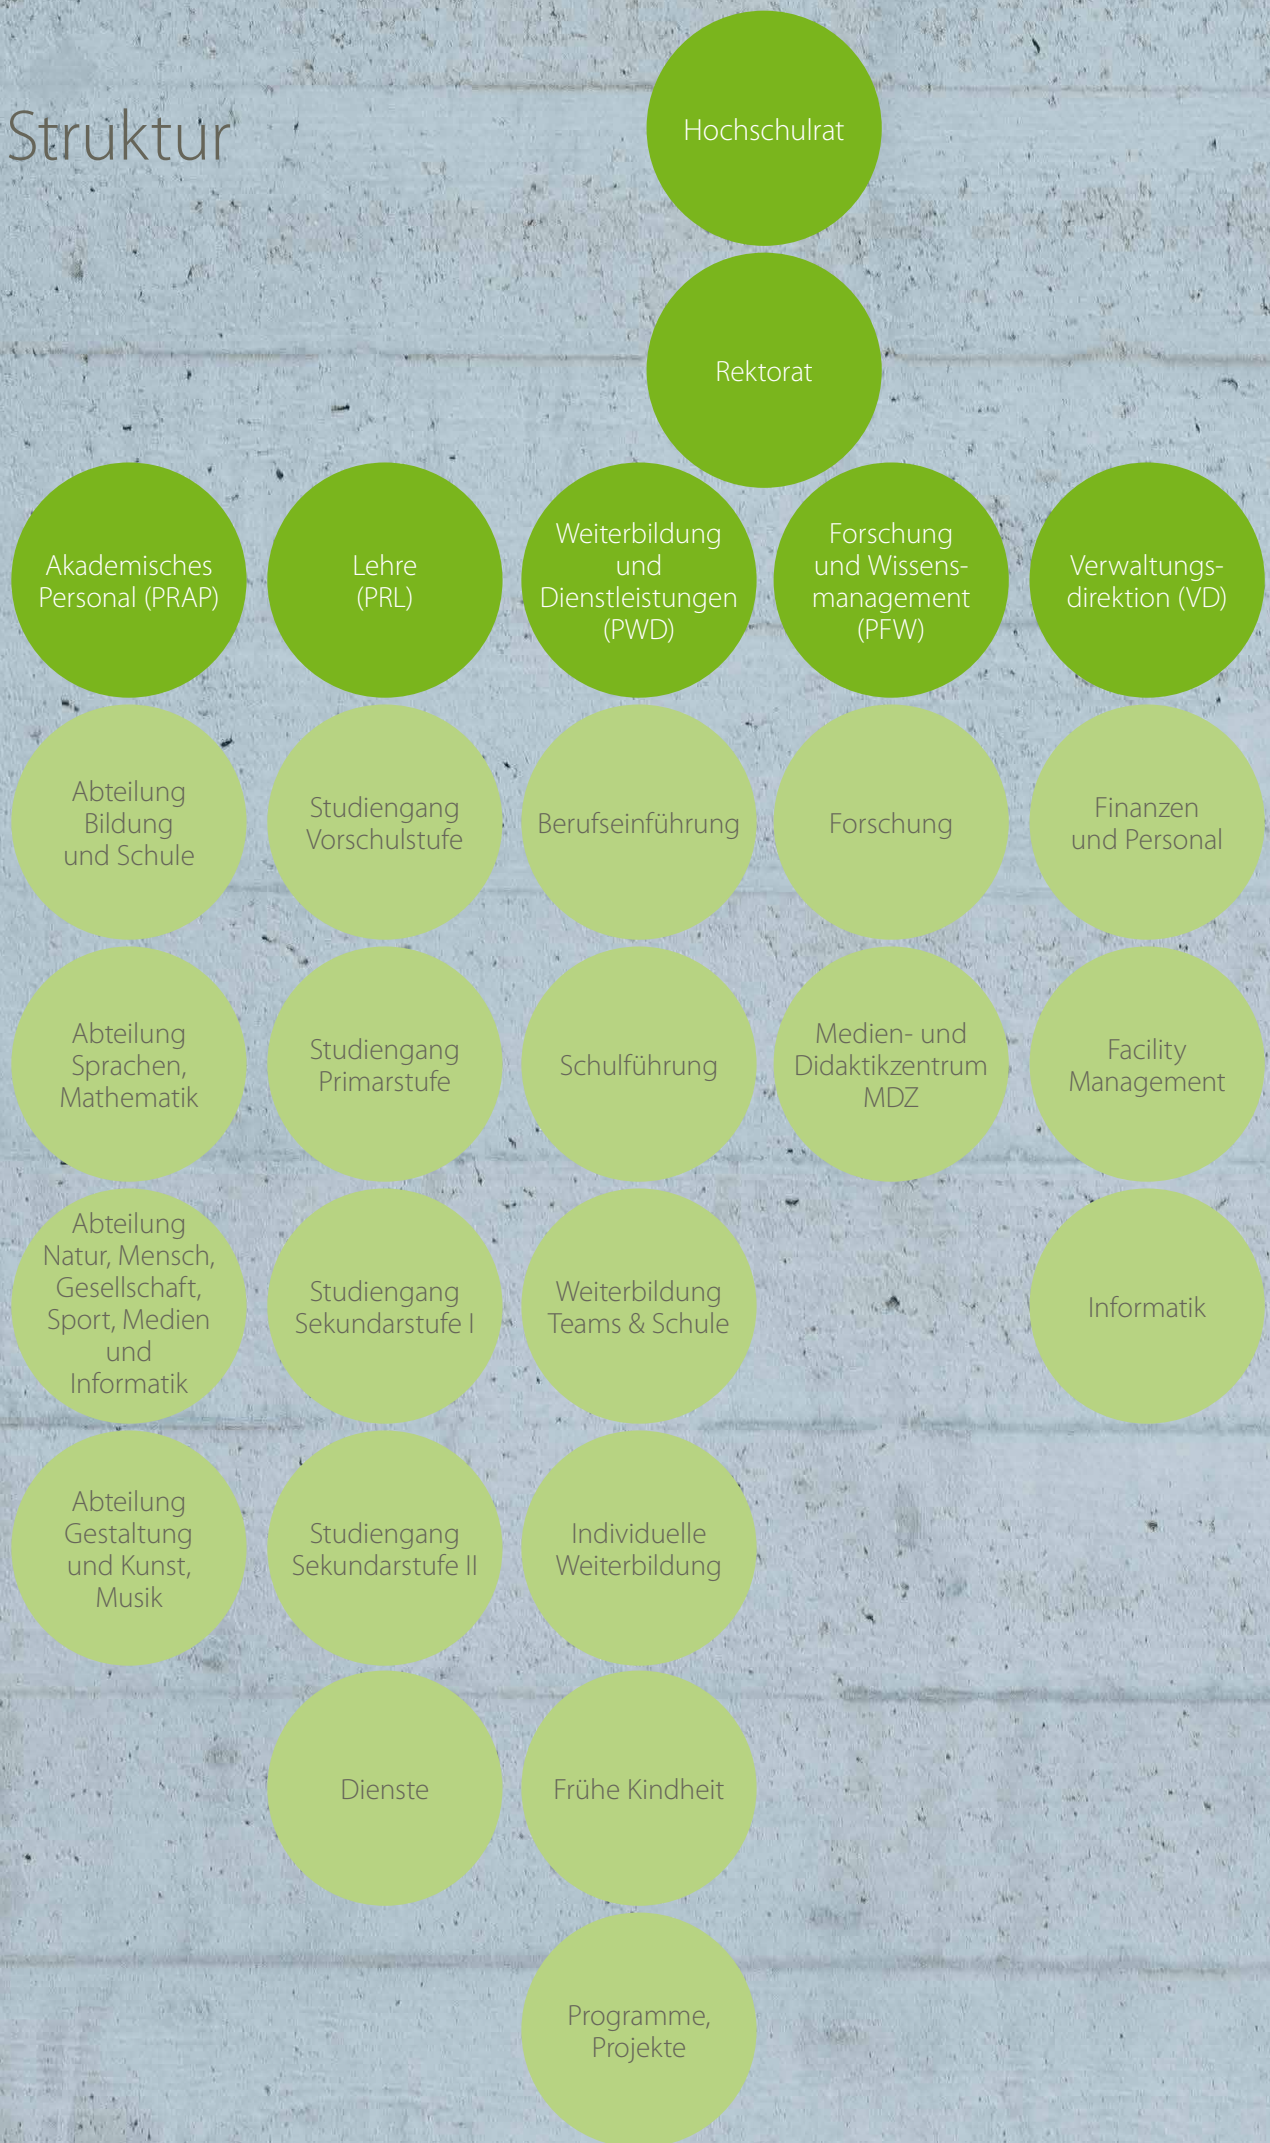 Struktur
Hochschulrat
Rektorat
Akademisches
Personal (PRAP)
Lehre
(PRL)
Weiterbildung
und
Dienstleistungen
(PWD)
Forschung
und Wissens-
management
(PFW)
Verwaltungs-
direktion (VD)
Abteilung
Bildung
und Schule
Studiengang
Vorschulstufe
Berufseinführung
Forschung
Finanzen
und Personal
Abteilung
Sprachen,
Mathematik
Studiengang
Primarstufe
Schulführung
Medien- und
Didaktikzentrum
MDZ
Facility
Management
Abteilung
Natur, Mensch,
Gesellschaft,
Sport, Medien
und
Informatik
Studiengang
Sekundarstufe I
Weiterbildung
Teams & Schule
Informatik
Abteilung
Gestaltung
und Kunst,
Musik
Studiengang
Sekundarstufe II
Individuelle
Weiterbildung
Dienste
Frühe Kindheit
Programme,
Projekte